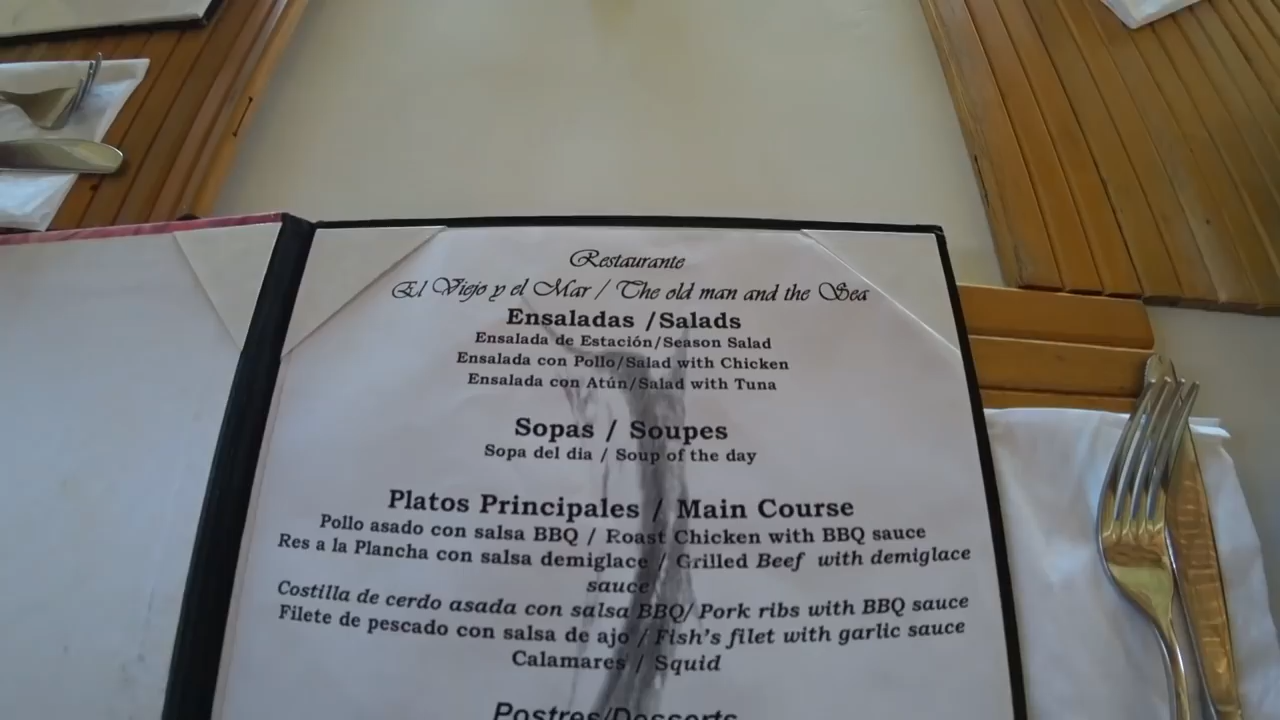 Restaurante
El Viejo y el Mar / The old man and the Sea
Ensaladas /Salads
Ensalada de Estación/Season Salad
Ensalada con Pollo/Salad with Chicken
Ensalada con Atún/Salad with Tuna
Sopas / Soupes
Sopa del dia / Soup of the day
Platos Principales / Main Course
Pollo asado con salsa BBQ / Roast Chicken with BBQ sauce
Res a la Plancha con salsa demiglace / Grilled Beef with demiglace
sauce
Costilla de cerdo asada con salsa BBQ/ Pork ribs with BBQ sauce
Filete de pescado con salsa de ajo / Fish's filet with garlic sauce
Calamares / Squid
Postres/Desserts